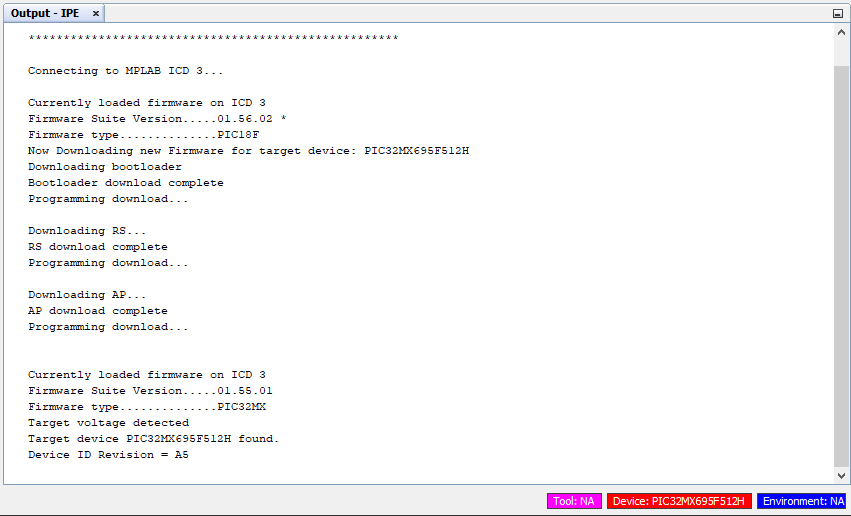 Output - IPE x
*****************************************************
Connecting to MPLAB ICD 3...
Currently loaded firmware on ICD 3
Firmware Suite Version.....01.56.02 *
Firmware type..............PIC18F
Now Downloading new Firmware for target device: PIC32MX695F512H
Downloading bootloader
Bootloader download complete
Programming download...
Downloading RS...
RS download complete
Programming download...
Downloading AP...
AP download complete
Programming download...
Currently loaded firmware on ICD 3
Firmware Suite Version.....01.55.01
Firmware type..............PIC32MX
Target voltage detected
Target device PIC32MX695F512H found.
Device ID Revision = A5
Tool: NA Device: PIC32MX695F512H Environment: NA